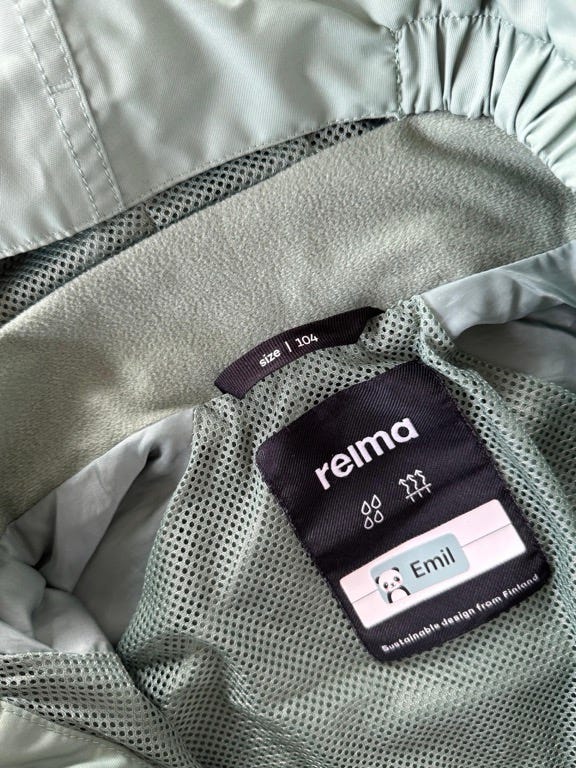 size | 104
reima
Emil
Sustainable design from Finland